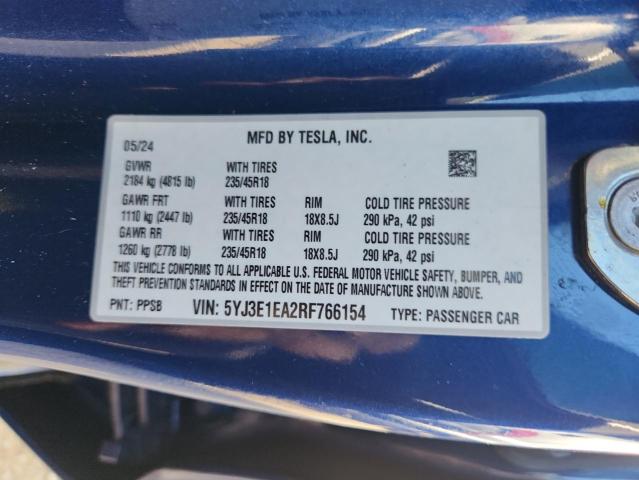 05/24 MFD BY TESLA, INC.
GVWR WITH TIRES
2184 kg (4815 lb) 235/45R18
GAWR FRT WITH TIRES RIM COLD TIRE PRESSURE
1110 kg (2447 lb) 235/45R18 18X8.5J 290 kPa, 42 psi
GAWR RR WITH TIRES RIM COLD TIRE PRESSURE
1260 kg (2778 lb) 235/45R18 18X8.5J 290 kPa, 42 psi
THIS VEHICLE CONFORMS TO ALL APPLICABLE U.S. FEDERAL MOTOR VEHICLE SAFETY, BUMPER, AND
THEFT PREVENTION STANDARDS IN EFFECT ON THE DATE OF MANUFACTURE SHOWN ABOVE.
PNT: PPSB VIN: 5YJ3E1EA2RF766154 TYPE: PASSENGER CAR